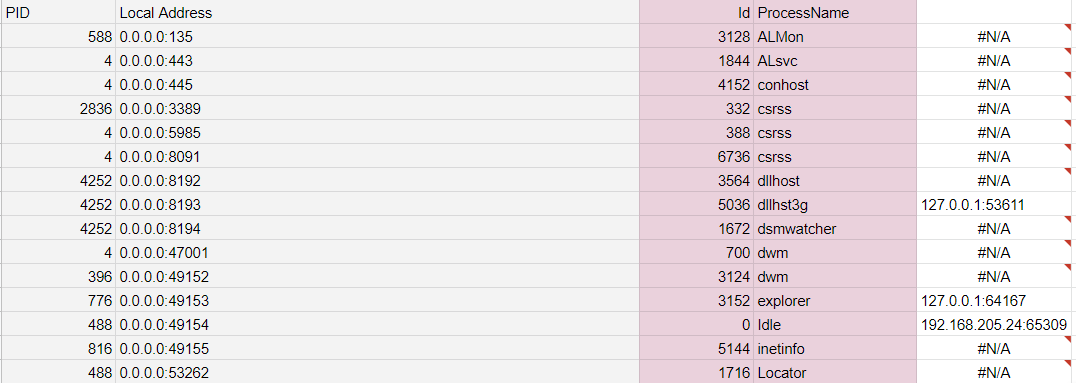 PID Local Address Id ProcessName
588 0.0.0.0:135 3128 ALMon #N/A
4 0.0.0.0:443 1844 ALsvc #N/A
4 0.0.0.0:445 4152 conhost #N/A
2836 0.0.0.0:3389 332 csrss #N/A
4 0.0.0.0:5985 388 csrss #N/A
4 0.0.0.0:8091 6736 csrss #N/A
4252 0.0.0.0:8192 3564 dllhost #N/A
4252 0.0.0.0:8193 5036 dllhst3g 127.0.0.1:53611
4252 0.0.0.0:8194 1672 dsmwatcher #N/A
4 0.0.0.0:47001 700 dwm #N/A
396 0.0.0.0:49152 3124 dwm #N/A
776 0.0.0.0:49153 3152 explorer 127.0.0.1:64167
488 0.0.0.0:49154 0 Idle 192.168.205.24:65309
816 0.0.0.0:49155 5144 inetinfo #N/A
488 0.0.0.0:53262 1716 Locator #N/A